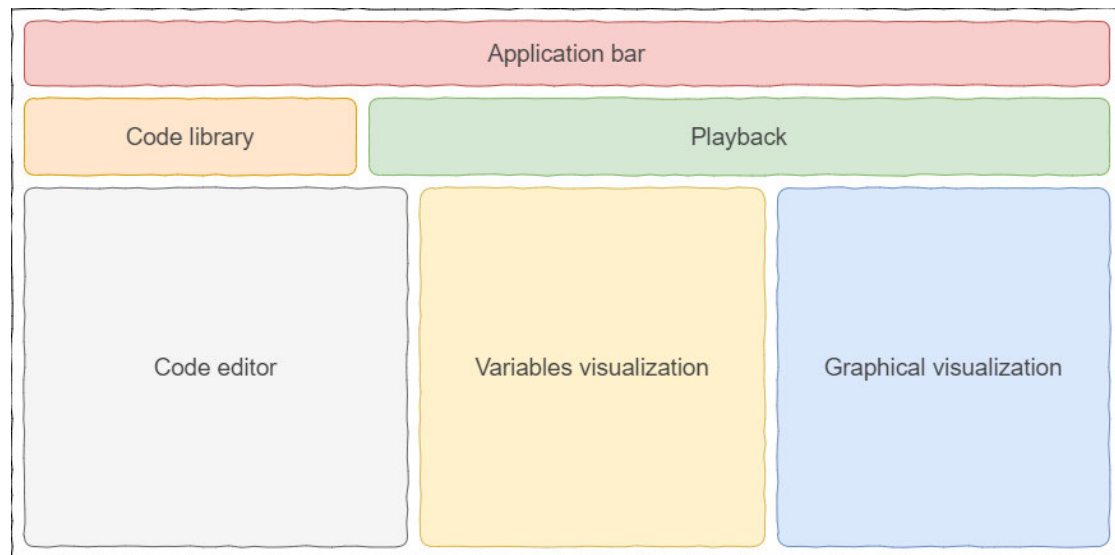 Application bar
Code library
Playback
Code editor
Variables visualization
Graphical visualization